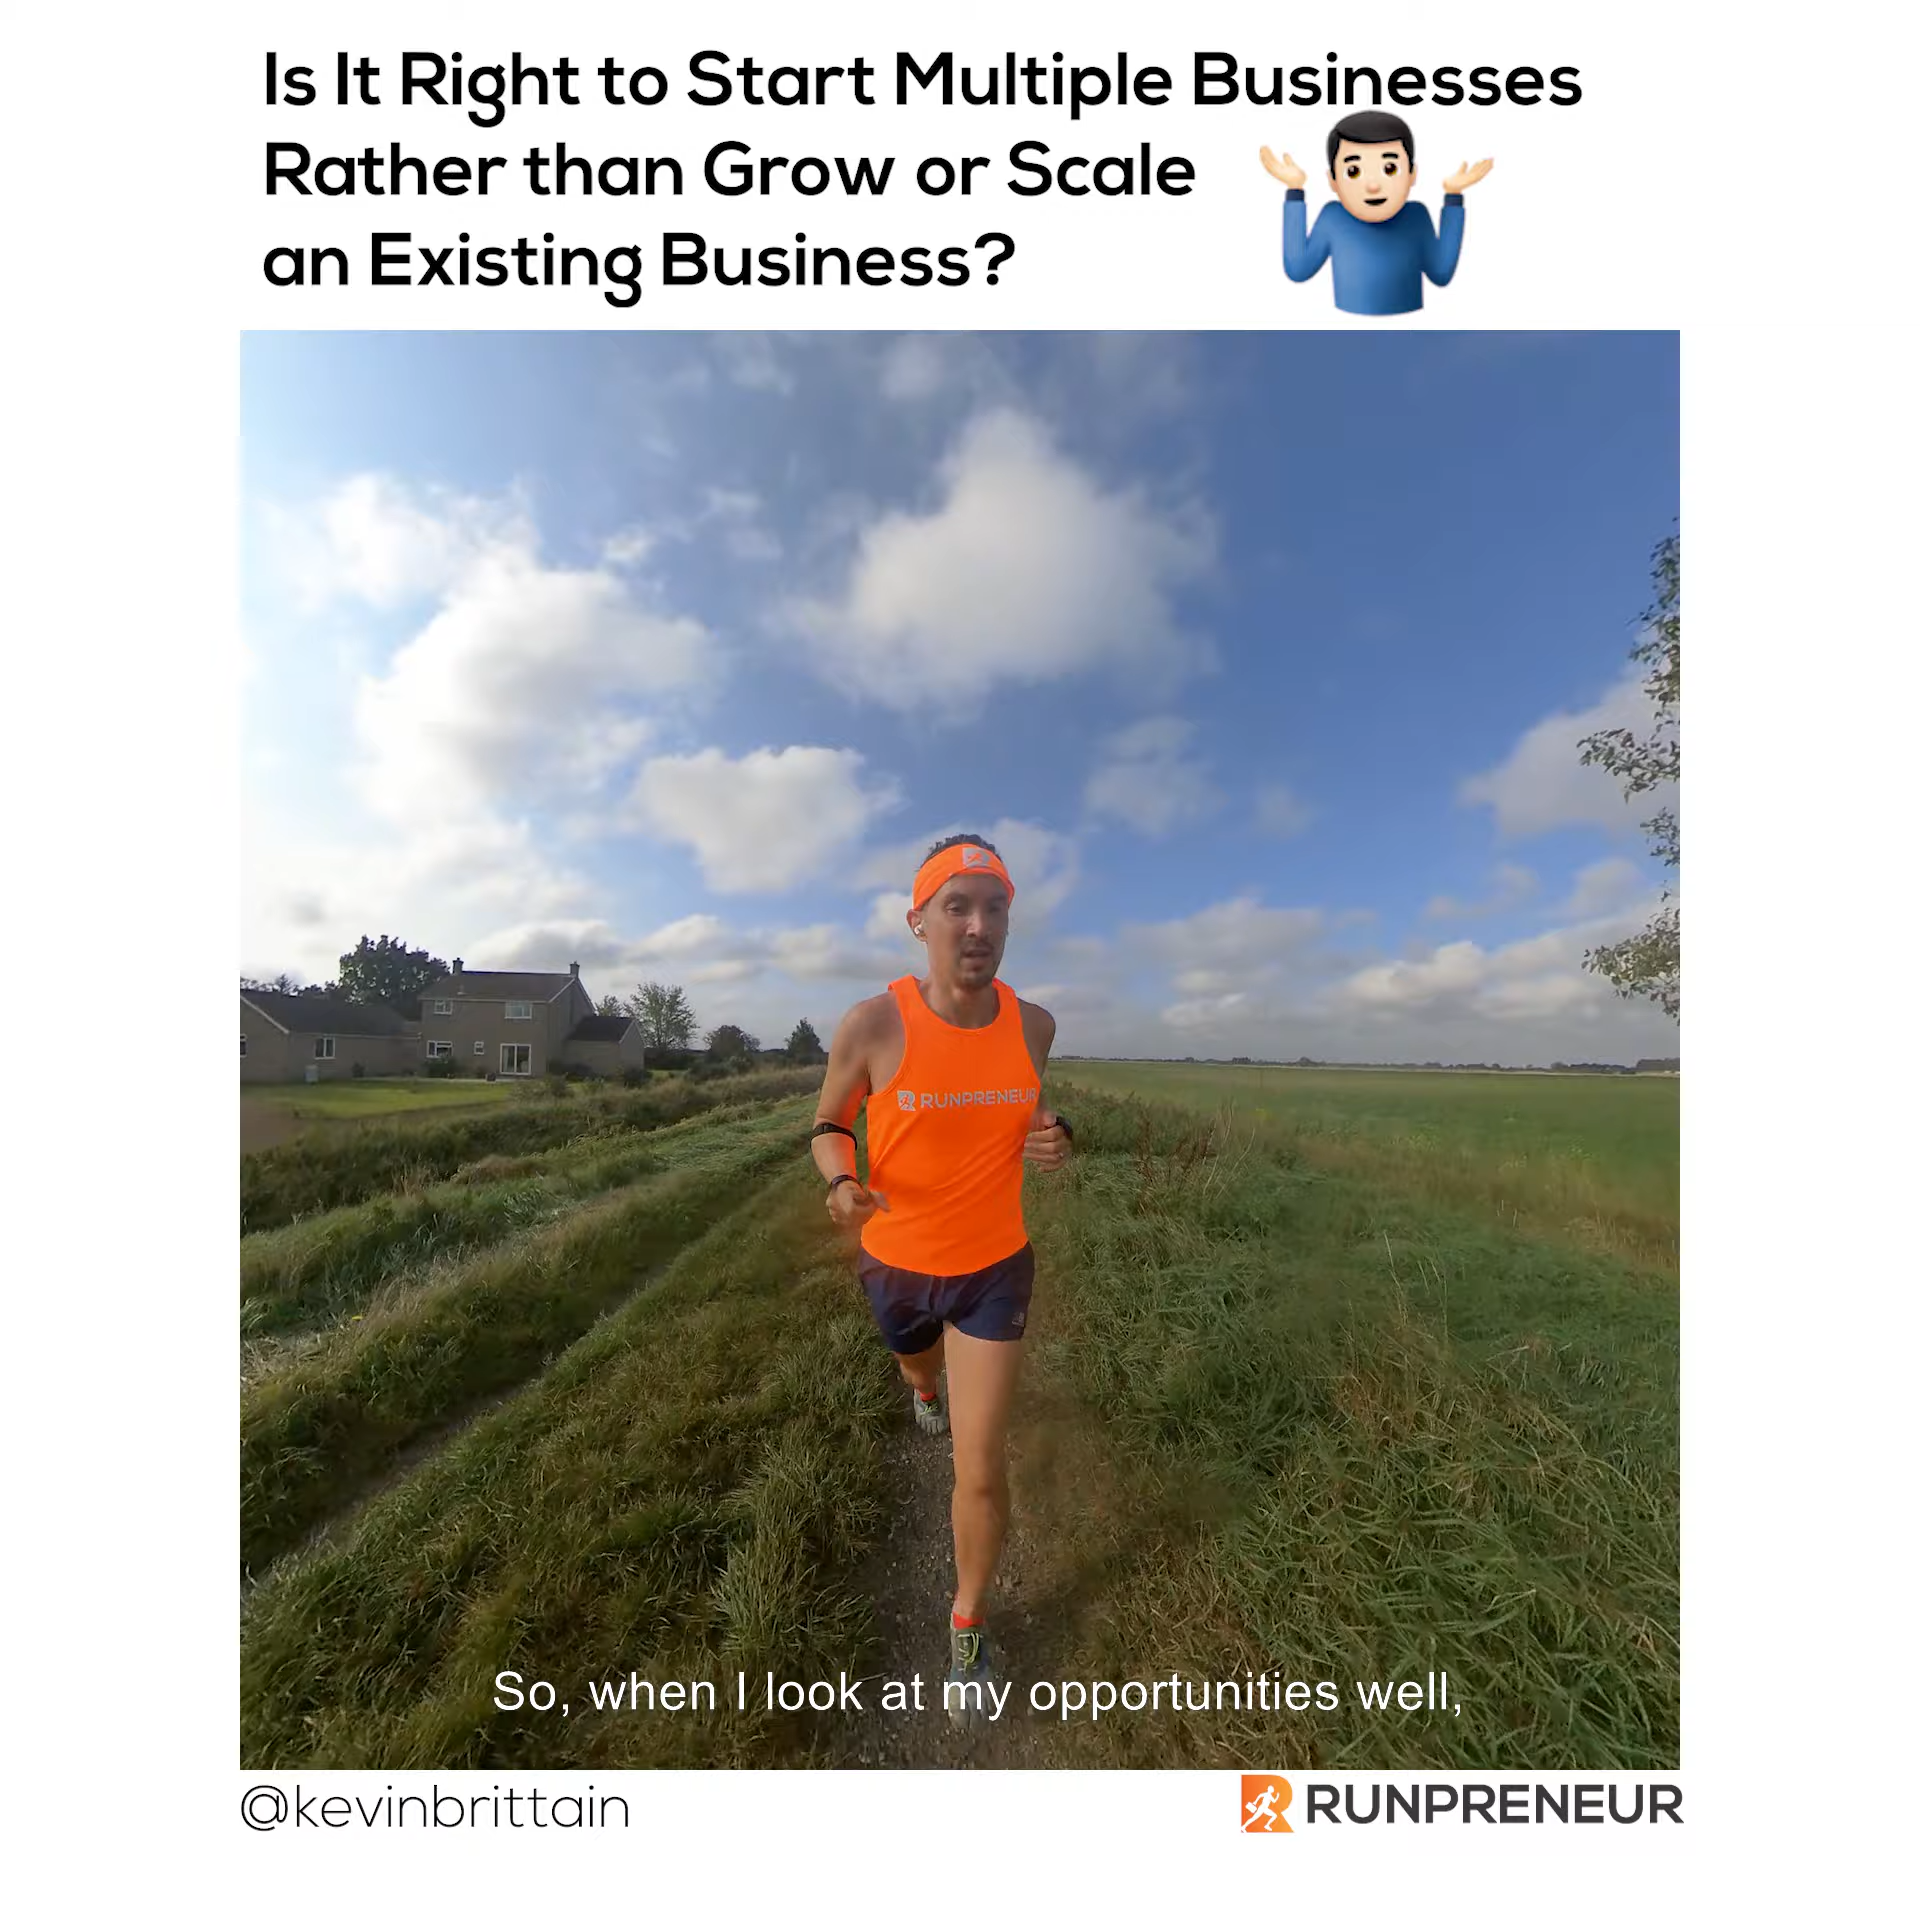 Is It Right to Start Multiple Businesses
Rather than Grow or Scale
an Existing Business?
RUNPRENEUR
So, when I look at my opportunities well,
@kevinbrittain
RUNPRENEUR